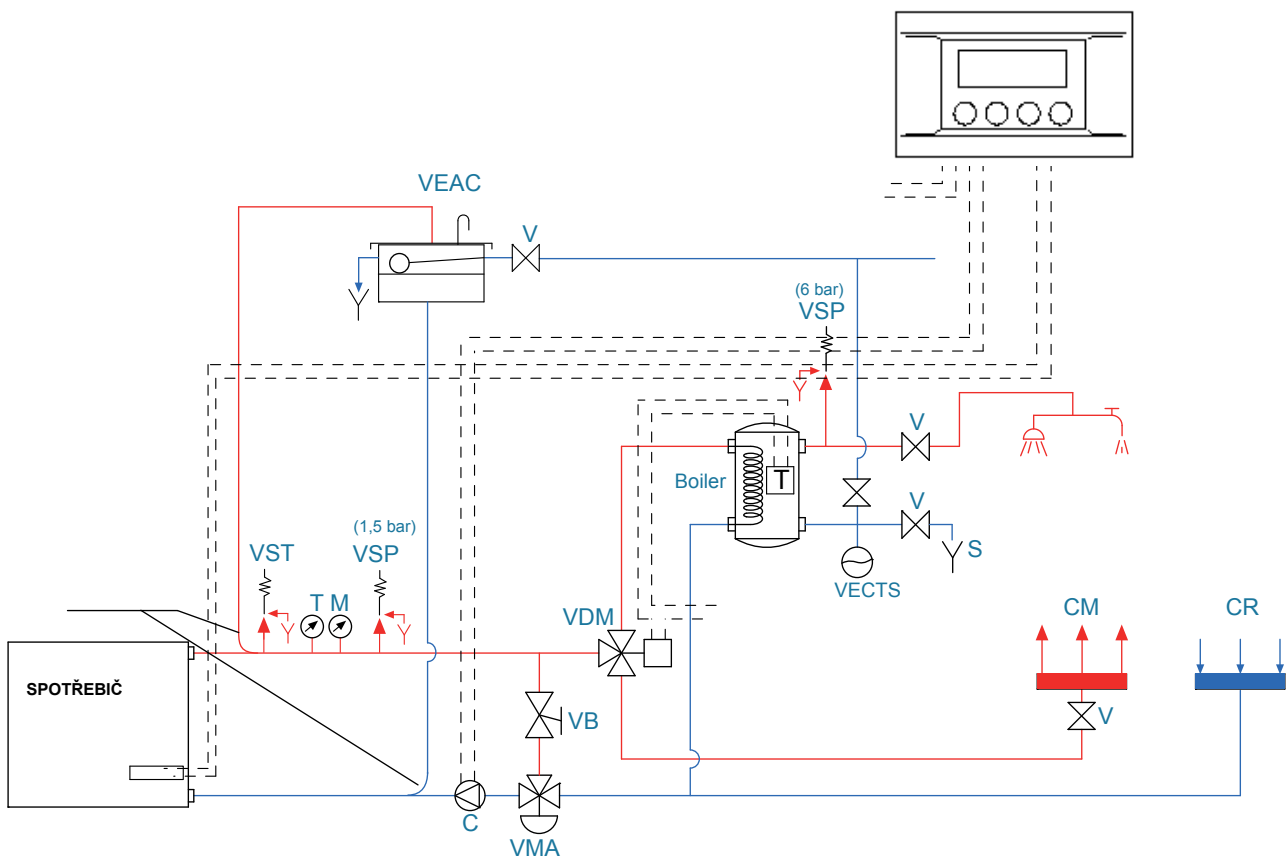 VEAC
V
(6 bar)
VSP
V
Boiler
T
(1,5 bar)
VST
VSP
V
S
T M
VECTS
VDM
CM
CR
SPOTŘEBIČ
VB
V
C
VMA